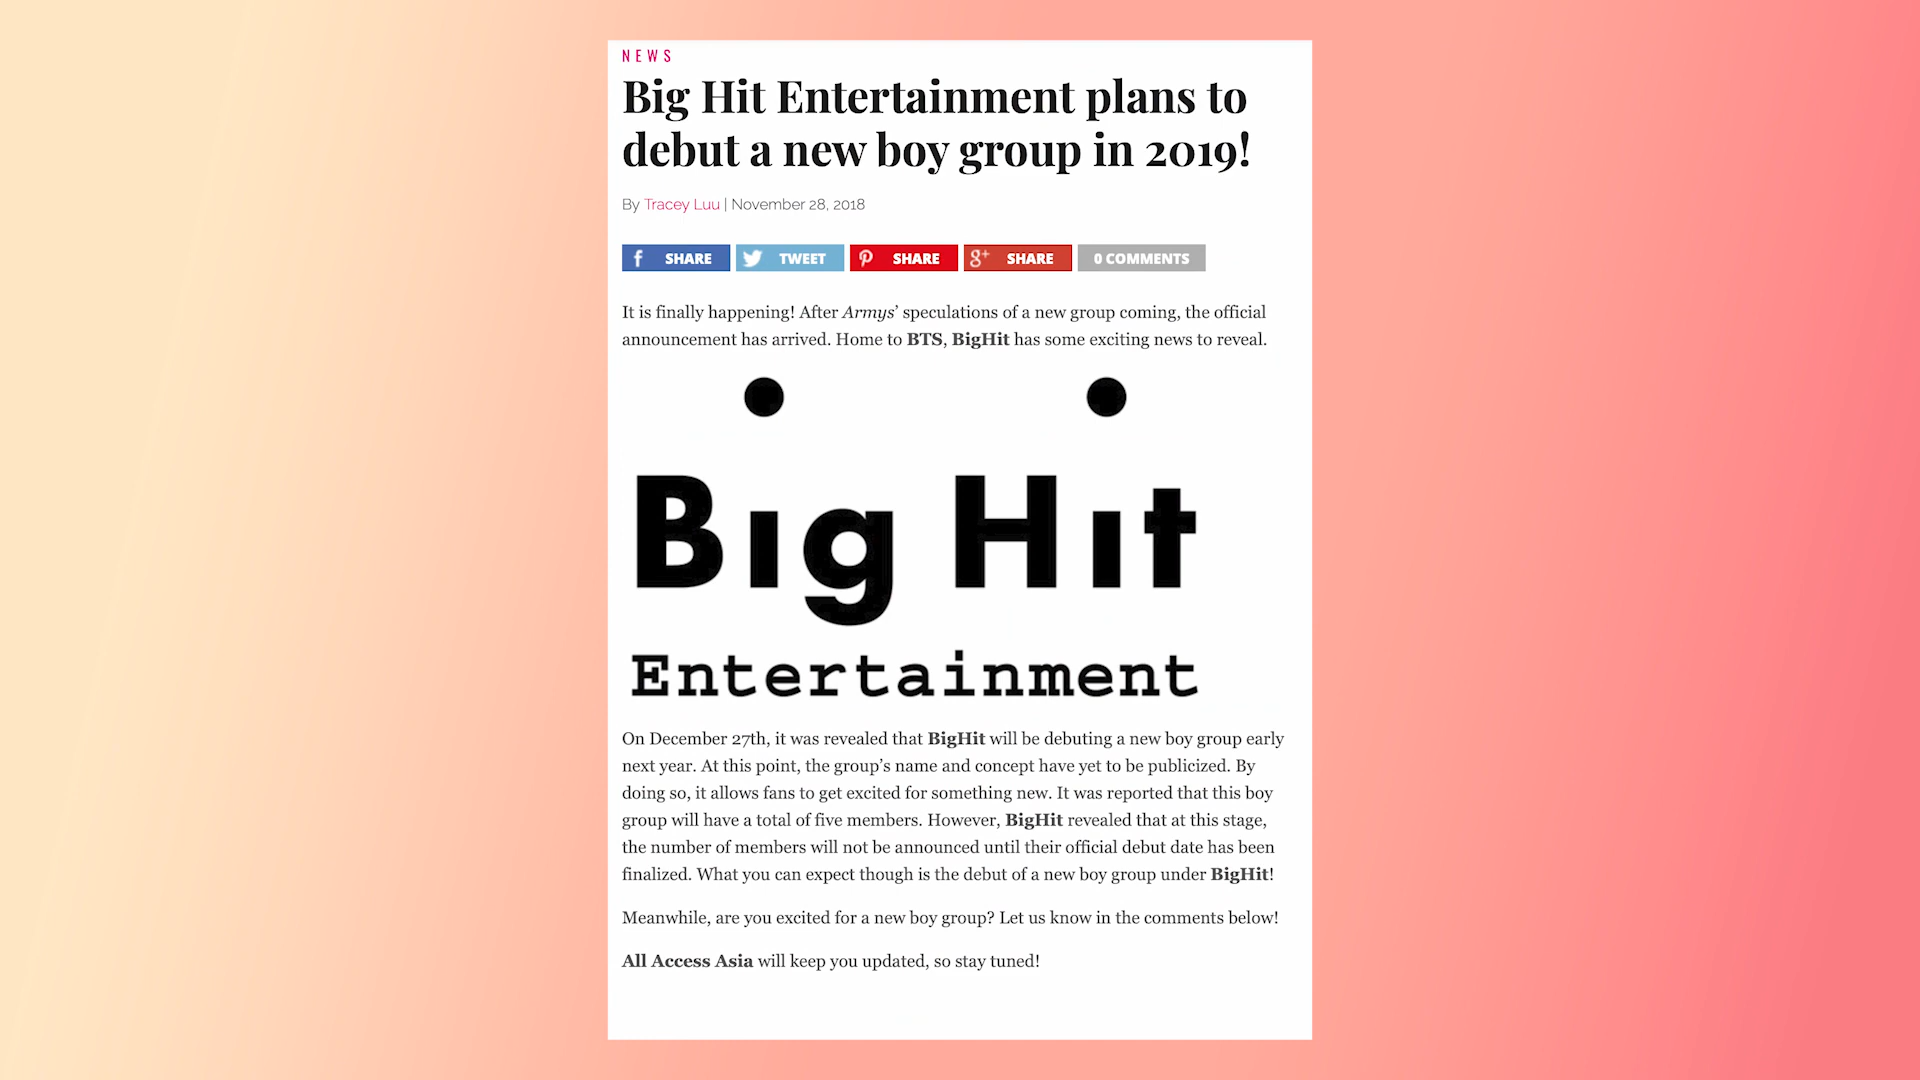 NEWS
Big Hit Entertainment plans to
debut a new boy group in 2019!
By Tracey Luu | November 28, 2018
f SHARE TWEET SHARE g+ SHARE 0 COMMENTS
It is finally happening! After Armys' speculations of a new group coming, the official
announcement has arrived. Home to BTS, BigHit has some exciting news to reveal.
Big Hit
Entertainment
On December 27th, it was revealed that BigHit will be debuting a new boy group early
next year. At this point, the group's name and concept have yet to be publicized. By
doing so, it allows fans to get excited for something new. It was reported that this boy
group will have a total of five members. However, BigHit revealed that at this stage,
the number of members will not be announced until their official debut date has been
finalized. What you can expect though is the debut of a new boy group under BigHit!
Meanwhile, are you excited for a new boy group? Let us know in the comments below!
All Access Asia will keep you updated, so stay tuned!